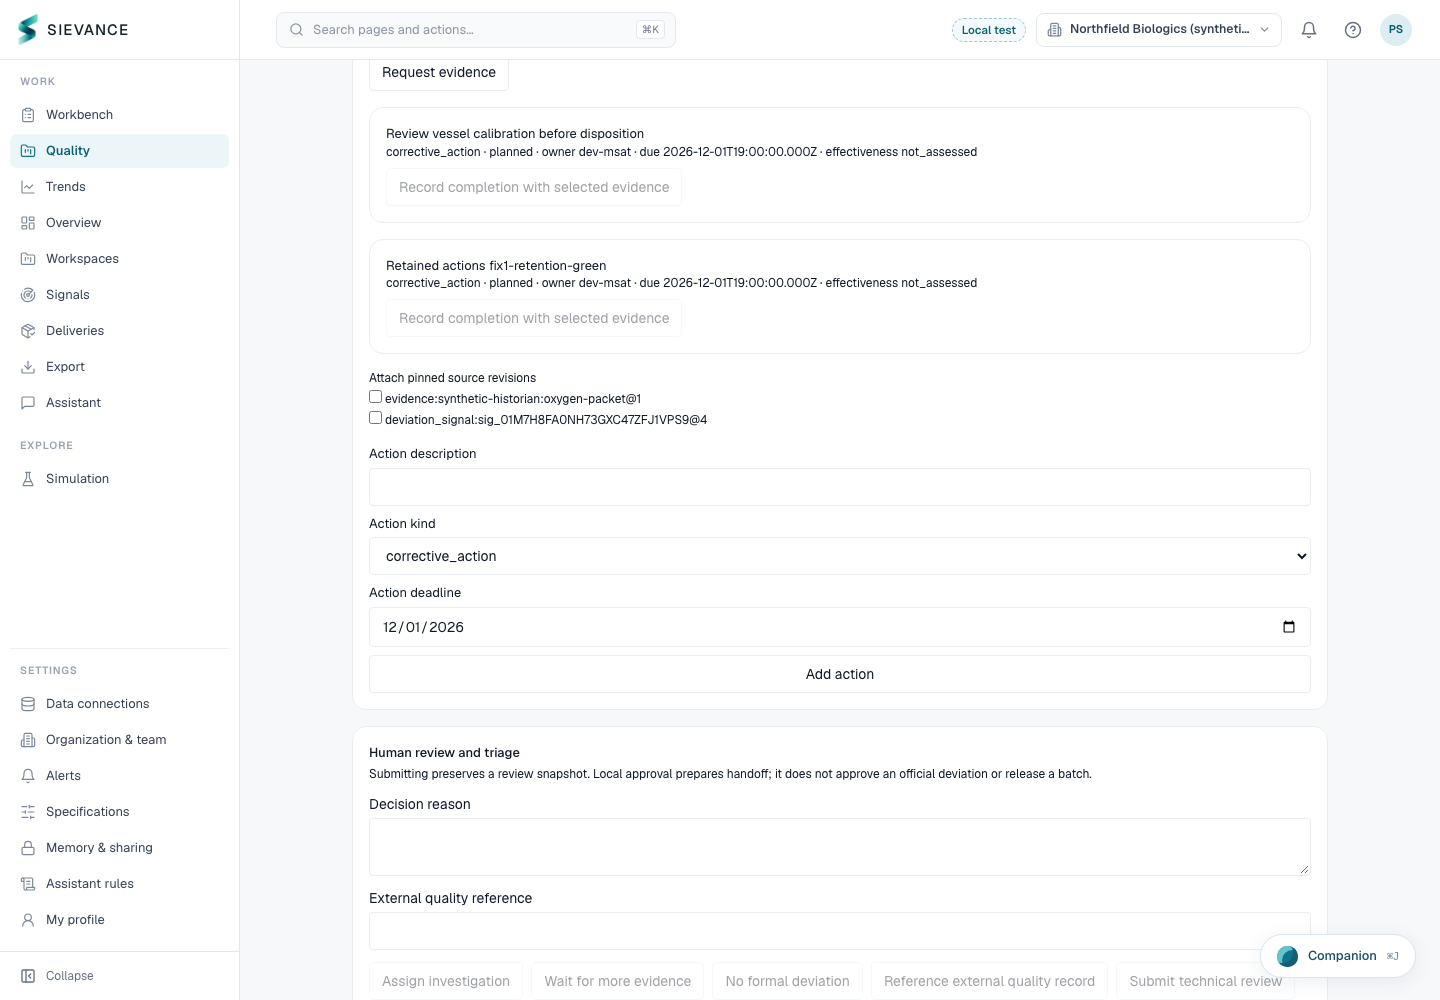 SIEVANCE
Search pages and actions...
⌘K
Local test
Northfield Biologics (syntheti...
PS
WORK
Workbench
Quality
Trends
Overview
Workspaces
Signals
Deliveries
Export
Assistant
EXPLORE
Simulation
SETTINGS
Data connections
Organization & team
Alerts
Specifications
Memory & sharing
Assistant rules
My profile
Collapse
Request evidence
Review vessel calibration before disposition
corrective_action · planned · owner dev-msat · due 2026-12-01T19:00:00.000Z · effectiveness not_assessed
Record completion with selected evidence
Retained actions fix1-retention-green
corrective_action · planned · owner dev-msat · due 2026-12-01T19:00:00.000Z · effectiveness not_assessed
Record completion with selected evidence
Attach pinned source revisions
evidence:synthetic-historian:oxygen-packet@1
deviation_signal:sig_01M7H8FA0NH73GXC47ZFJ1VPS9@4
Action description
Action kind
corrective_action
Action deadline
12/01/2026
Add action
Human review and triage
Submitting preserves a review snapshot. Local approval prepares handoff; it does not approve an official deviation or release a batch.
Decision reason
External quality reference
Assign investigation
Wait for more evidence
No formal deviation
Reference external quality record
Submit technical review
Companion ⌘J